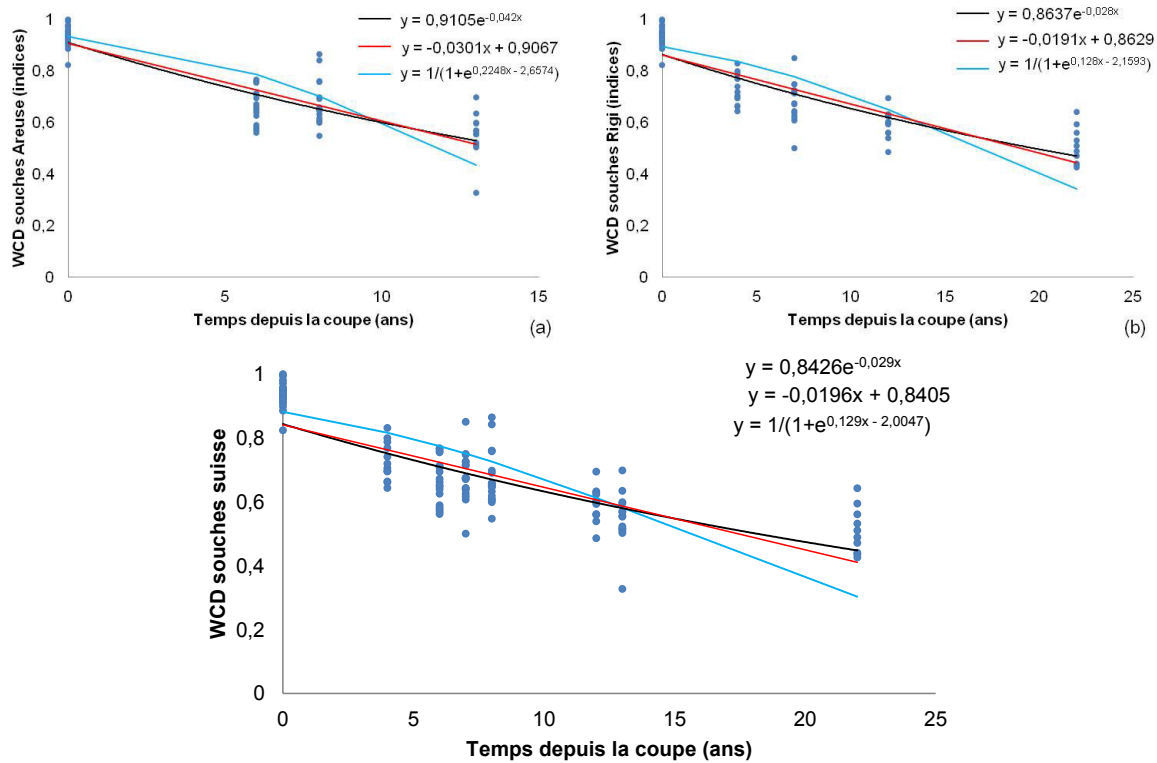 WCD souches Areuse (indices)
1
0,8
0,6
0,4
0,2
0
0
5
10
15
Temps depuis la coupe (ans)
(a)
y = 0,9105e^-0,042x
y = -0,0301x + 0,9067
y = 1/(1+e^0,2248x - 2,6574)
WCD souches Rigi (indices)
1
0,8
0,6
0,4
0,2
0
0
5
10
15
20
25
Temps depuis la coupe (ans)
(b)
y = 0,8637e^-0,028x
y = -0,0191x + 0,8629
y = 1/(1+e^0,128x - 2,1593)
WCD souches suisse
1
0,8
0,6
0,4
0,2
0
0
5
10
15
20
25
Temps depuis la coupe (ans)
y = 0,8426e^-0,029x
y = -0,0196x + 0,8405
y = 1/(1+e^0,129x - 2,0047)